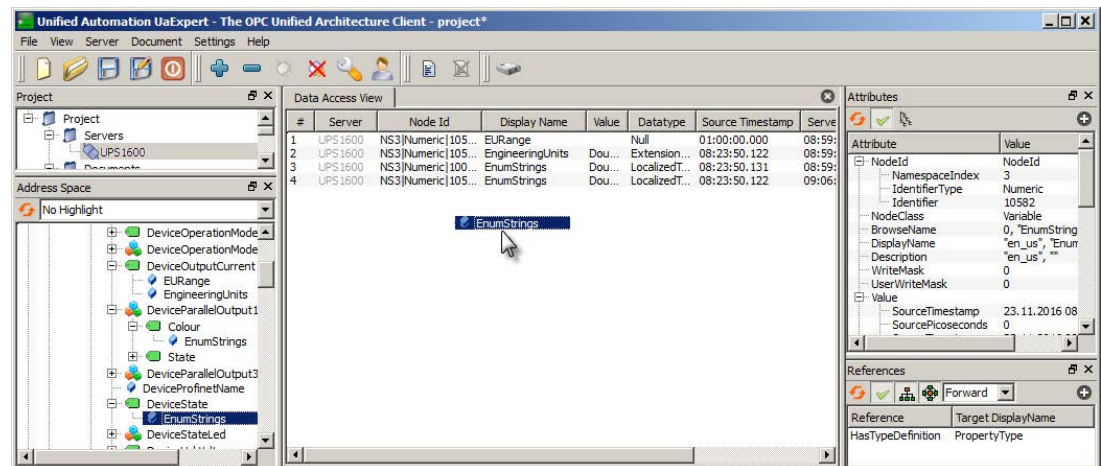 Unified Automation UaExpert - The OPC Unified Architecture Client - project*
File View Server Document Settings Help
Project
Project
Servers
UPS1600
Documents
Address Space
No Highlight
DeviceOperationMode
DeviceOperationMode
DeviceOutputCurrent
EURange
EngineeringUnits
DeviceParallelOutput1
Colour
EnumStrings
State
DeviceParallelOutput3
DeviceProfinetName
DeviceState
EnumStrings
DeviceStateLed
Data Access View
# Server Node Id Display Name Value Datatype Source Timestamp Serve
1 UPS1600 NS3|Numeric|105... EURange Null 01:00:00.000 08:59:
2 UPS1600 NS3|Numeric|105... EngineeringUnits Dou... Extension... 08:23:50.122 08:59:
3 UPS1600 NS3|Numeric|100... EnumStrings Dou... LocalizedT... 08:23:50.131 08:59:
4 UPS1600 NS3|Numeric|105... EnumStrings Dou... LocalizedT... 08:23:50.122 09:06:
EnumStrings
Attributes
Attribute Value
NodeId NodeId
NamespaceIndex 3
IdentifierType Numeric
Identifier 10582
NodeClass Variable
BrowseName 0, "EnumString
DisplayName "en_us", "Enum
Description "en_us", ""
WriteMask 0
UserWriteMask 0
Value
SourceTimestamp 23.11.2016 08
SourcePicoseconds 0
References
Forward
Reference Target DisplayName
HasTypeDefinition PropertyType